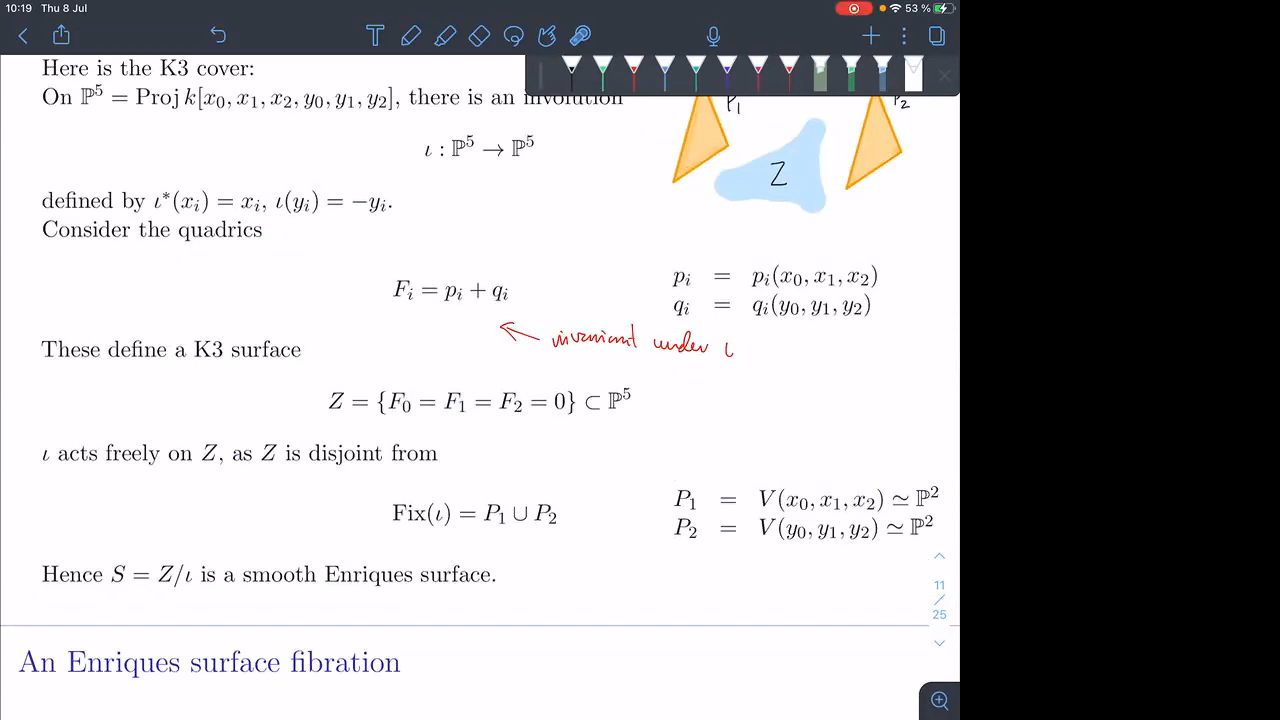 10:19 Thu 8 Jul
53 %
Here is the K3 cover:
On ℙ⁵ = Proj k[x₀, x₁, x₂, y₀, y₁, y₂], there is an involution
ι : ℙ⁵ → ℙ⁵
P₁
P₂
Z
defined by ι*(xᵢ) = xᵢ, ι(yᵢ) = −yᵢ.
Consider the quadrics
Fᵢ = pᵢ + qᵢ
pᵢ = pᵢ(x₀, x₁, x₂)
qᵢ = qᵢ(y₀, y₁, y₂)
invariant under ι
These define a K3 surface
Z = {F₀ = F₁ = F₂ = 0} ⊂ ℙ⁵
ι acts freely on Z, as Z is disjoint from
Fix(ι) = P₁ ∪ P₂
P₁ = V(x₀, x₁, x₂) ≃ ℙ²
P₂ = V(y₀, y₁, y₂) ≃ ℙ²
Hence S = Z/ι is a smooth Enriques surface.
11
/
25
An Enriques surface fibration